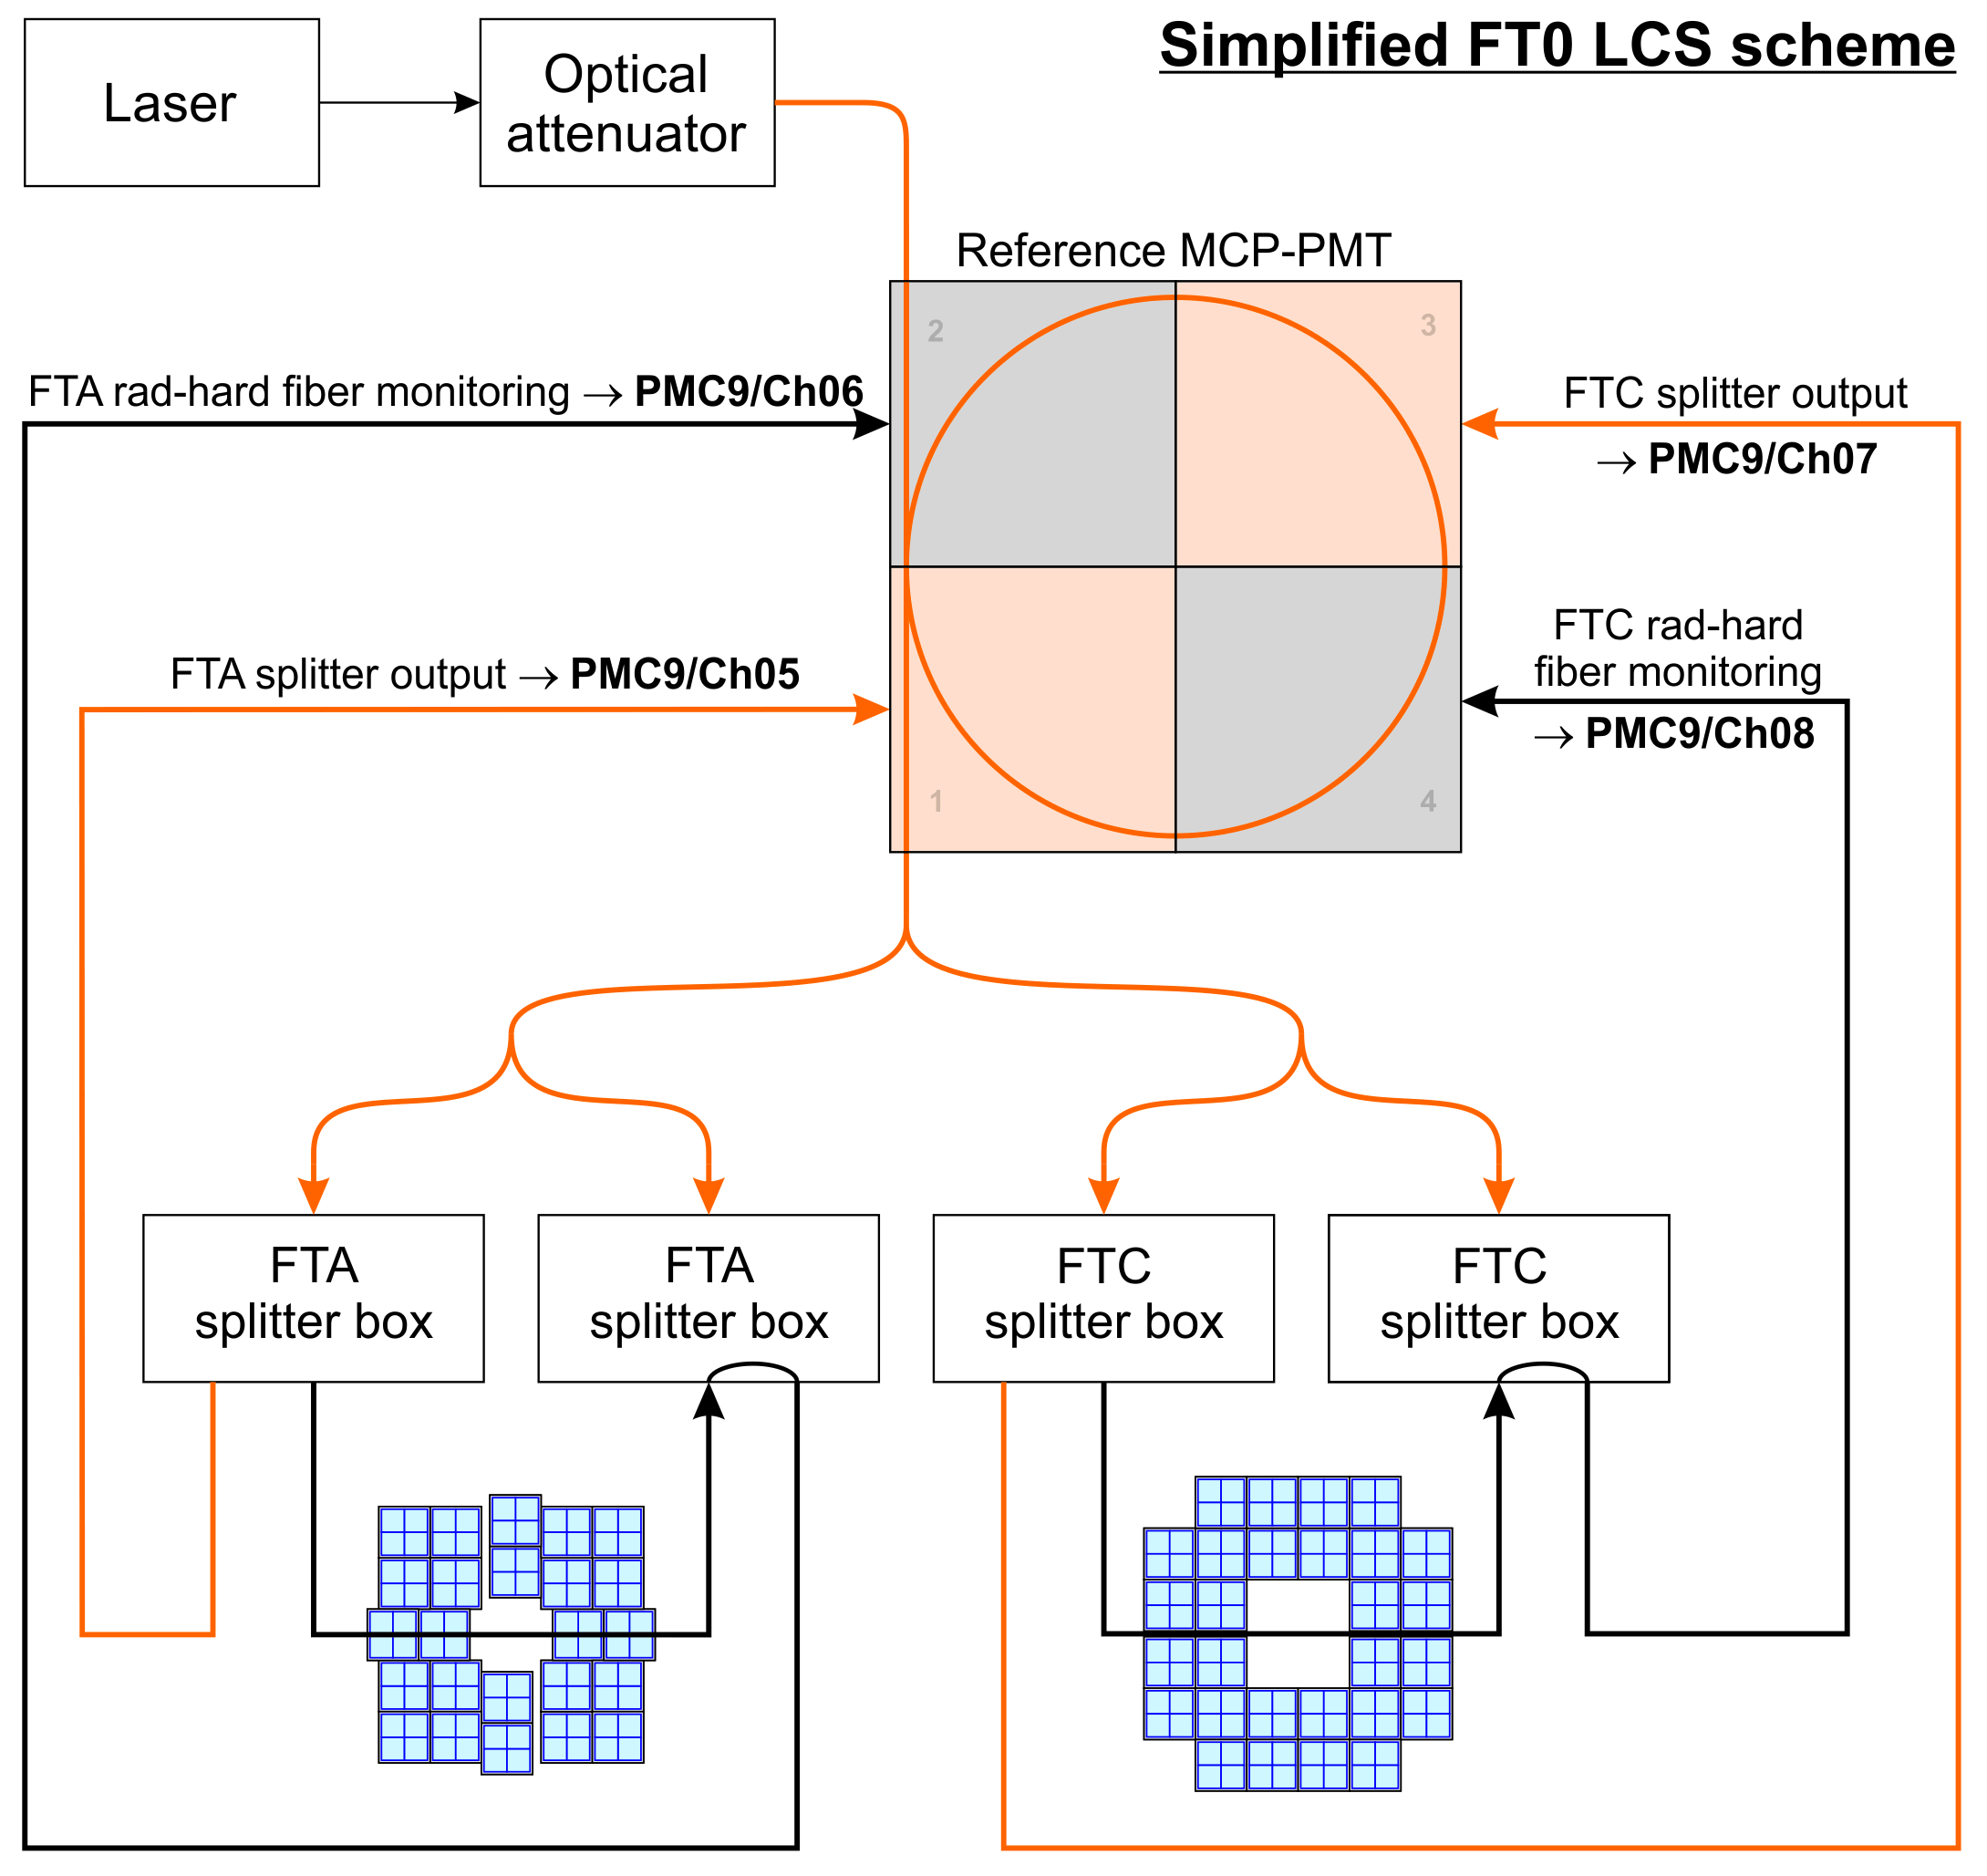 Simplified FT0 LCS scheme
Laser
Optical
attenuator
Reference MCP-PMT
2
3
FTA rad-hard fiber monitoring → PMC9/Ch06
FTC splitter output
→ PMC9/Ch07
FTA splitter output → PMC9/Ch05
FTC rad-hard
fiber monitoring
→ PMC9/Ch08
1
4
FTA
splitter box
FTA
splitter box
FTC
splitter box
FTC
splitter box